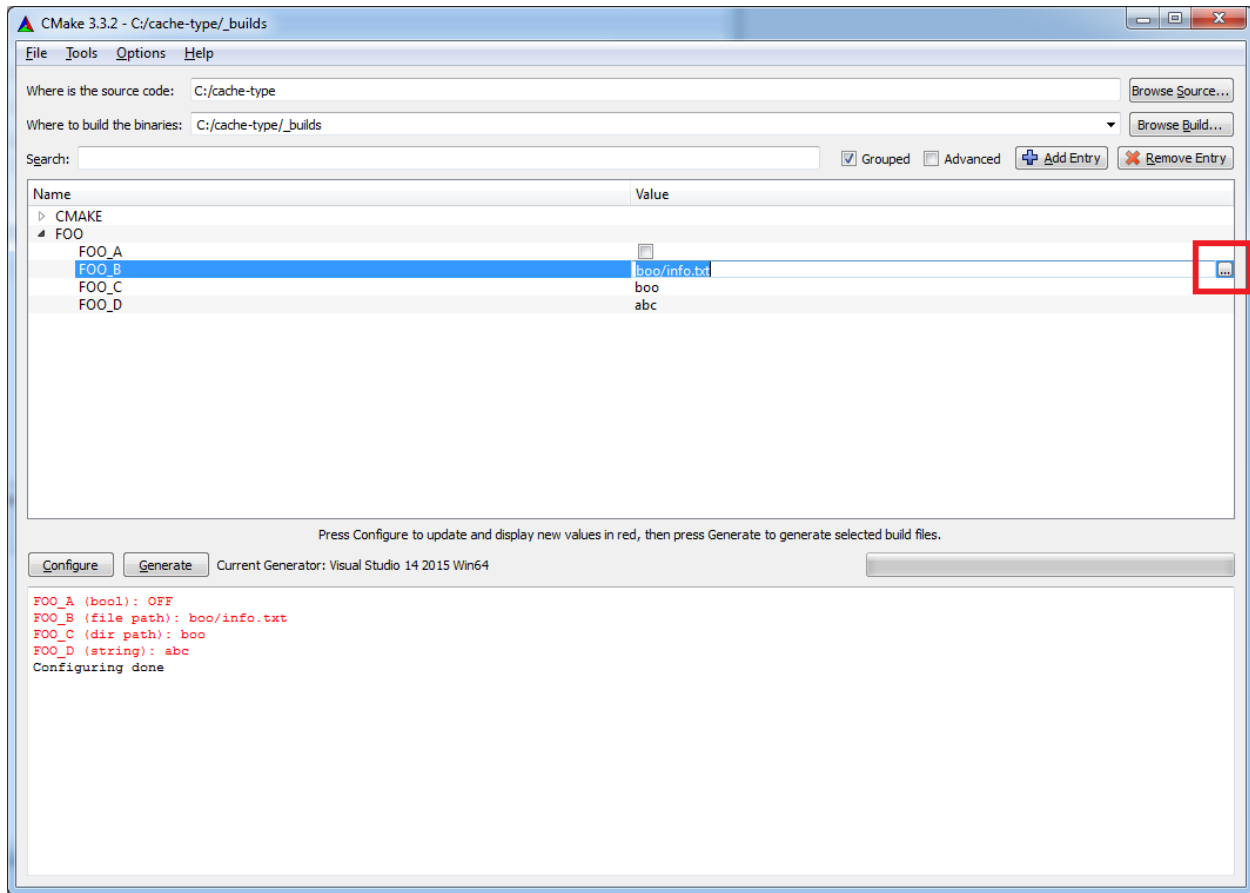 CMake 3.3.2 - C:/cache-type/_builds
File Tools Options Help
Where is the source code: C:/cache-type Browse Source...
Where to build the binaries: C:/cache-type/_builds Browse Build...
Search: Grouped Advanced Add Entry Remove Entry
Name Value
CMAKE
FOO
FOO_A
FOO_B boo/info.txt ...
FOO_C boo
FOO_D abc
Press Configure to update and display new values in red, then press Generate to generate selected build files.
Configure Generate Current Generator: Visual Studio 14 2015 Win64
FOO_A (bool): OFF
FOO_B (file path): boo/info.txt
FOO_C (dir path): boo
FOO_D (string): abc
Configuring done